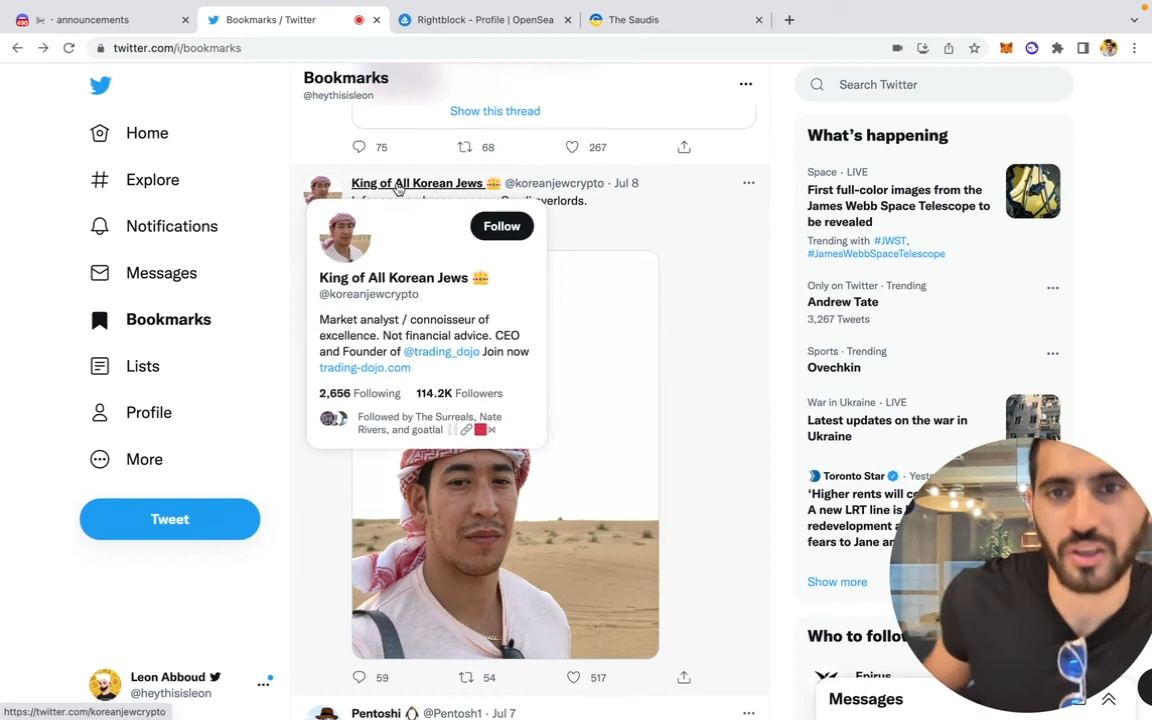 490
- announcements
Bookmarks / Twitter
Rightblock - Profile | OpenSea
The Saudis
twitter.com/i/bookmarks
Home
Explore
Notifications
Messages
Bookmarks
Lists
Profile
More
Tweet
Leon Abboud
@heythisisleon
https://twitter.com/koreanjewcrypto
Bookmarks
@heythisisleon
Show this thread
75
68
267
King of All Korean Jews
@koreanjewcrypto · Jul 8
overlords.
Follow
King of All Korean Jews
@koreanjewcrypto
Market analyst / connoisseur of
excellence. Not financial advice. CEO
and Founder of @trading_dojo Join now
trading-dojo.com
2,656 Following 114.2K Followers
Followed by The Surreals, Nate
Rivers, and goatlal
59
54
517
Pentoshi @Pentosh1 · Jul 7
Search Twitter
What's happening
Space · LIVE
First full-color images from the
James Webb Space Telescope to
be revealed
Trending with #JWST,
#JamesWebbSpaceTelescope
Only on Twitter · Trending
Andrew Tate
3,267 Tweets
Sports · Trending
Ovechkin
War in Ukraine · LIVE
Latest updates on the war in
Ukraine
Toronto Star
'Higher rents will
A new LRT line is
redevelopment
fears to Jane
Show more
Who to
Messages